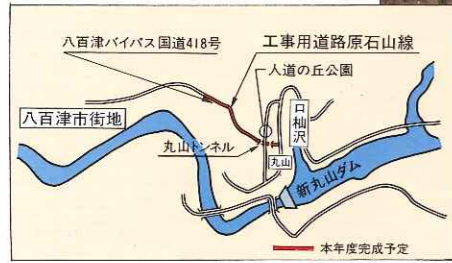 八百津バイパス国道418号
工事用道路原石山線
人道の丘公園
八百津市街地
口杣沢
丸山トンネル
丸山
新丸山ダム
本年度完成予定